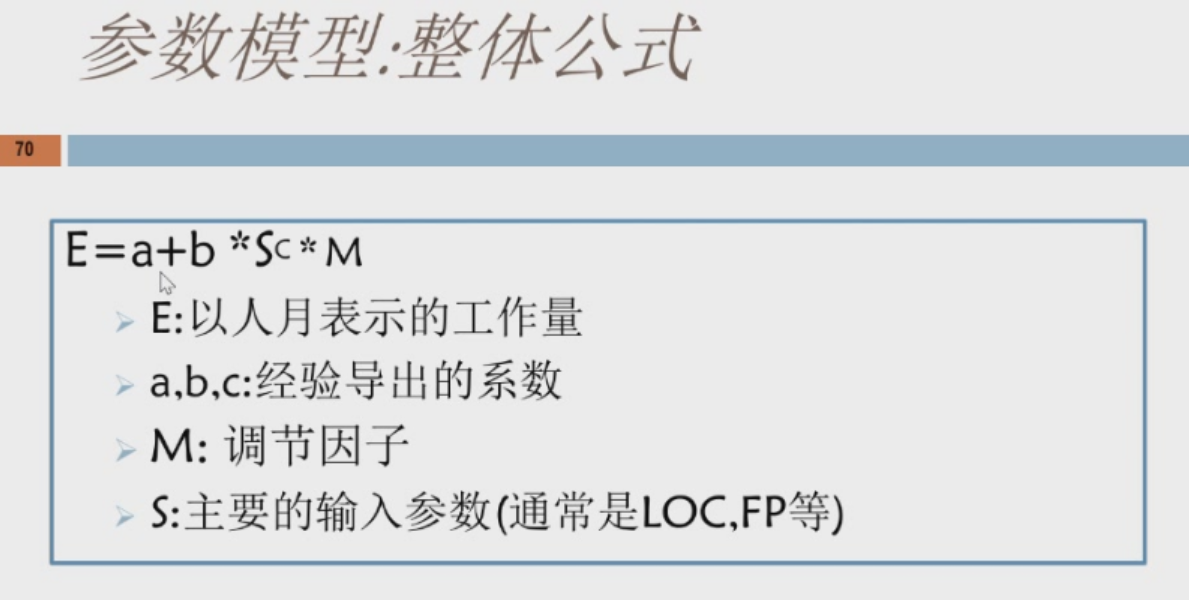 参数模型:整体公式
70
E=a+b *Sᶜ * M
E:以人月表示的工作量
a,b,c:经验导出的系数
M: 调节因子
S:主要的输入参数(通常是LOC,FP等)